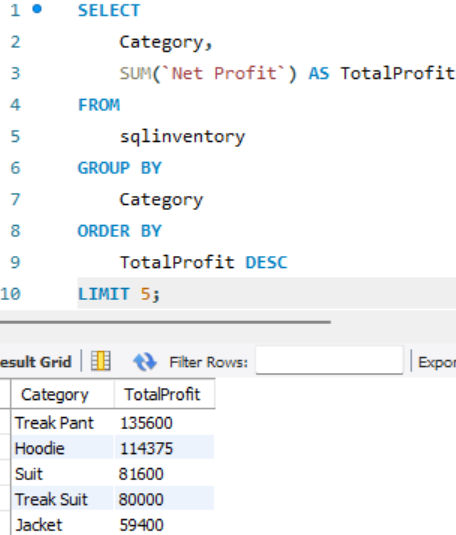 1 SELECT
2 Category,
3 SUM(`Net Profit`) AS TotalProfit
4 FROM
5 sqlinventory
6 GROUP BY
7 Category
8 ORDER BY
9 TotalProfit DESC
10 LIMIT 5;
esult Grid Filter Rows: Expor
Category TotalProfit
Treak Pant 135600
Hoodie 114375
Suit 81600
Treak Suit 80000
Jacket 59400